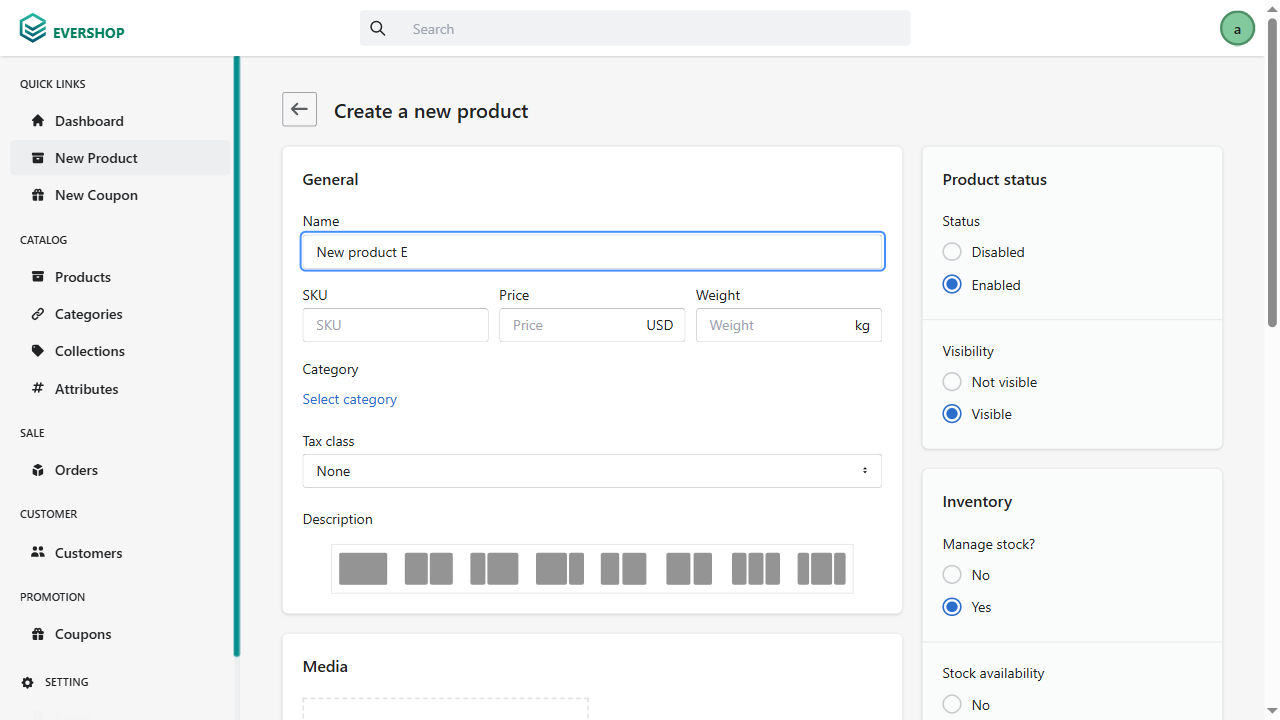 EVERSHOP
Search
a
QUICK LINKS
Dashboard
New Product
New Coupon
CATALOG
Products
Categories
Collections
Attributes
SALE
Orders
CUSTOMER
Customers
PROMOTION
Coupons
SETTING
Create a new product
General
Name
New product E
SKU Price Weight
SKU Price USD Weight kg
Category
Select category
Tax class
None
Description
Media
Product status
Status
Disabled
Enabled
Visibility
Not visible
Visible
Inventory
Manage stock?
No
Yes
Stock availability
No